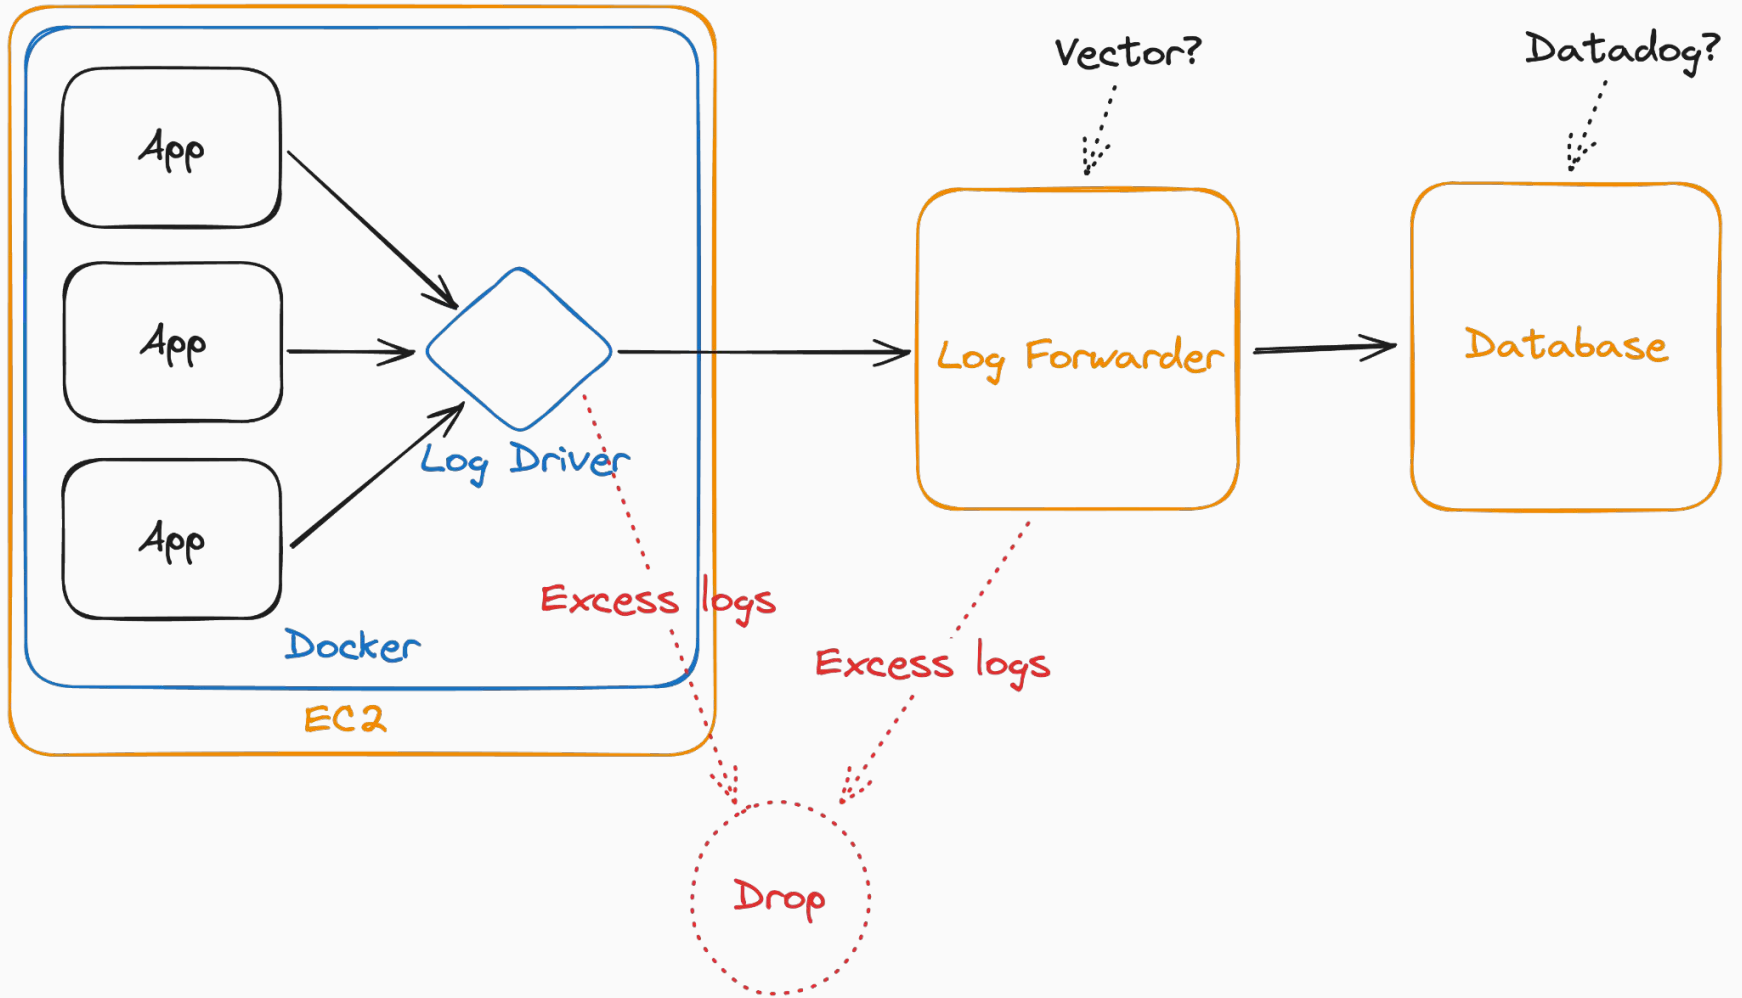 Vector?
Datadog?
App
App
App
Log Driver
Log Forwarder
Database
Excess logs
Excess logs
Docker
EC2
Drop